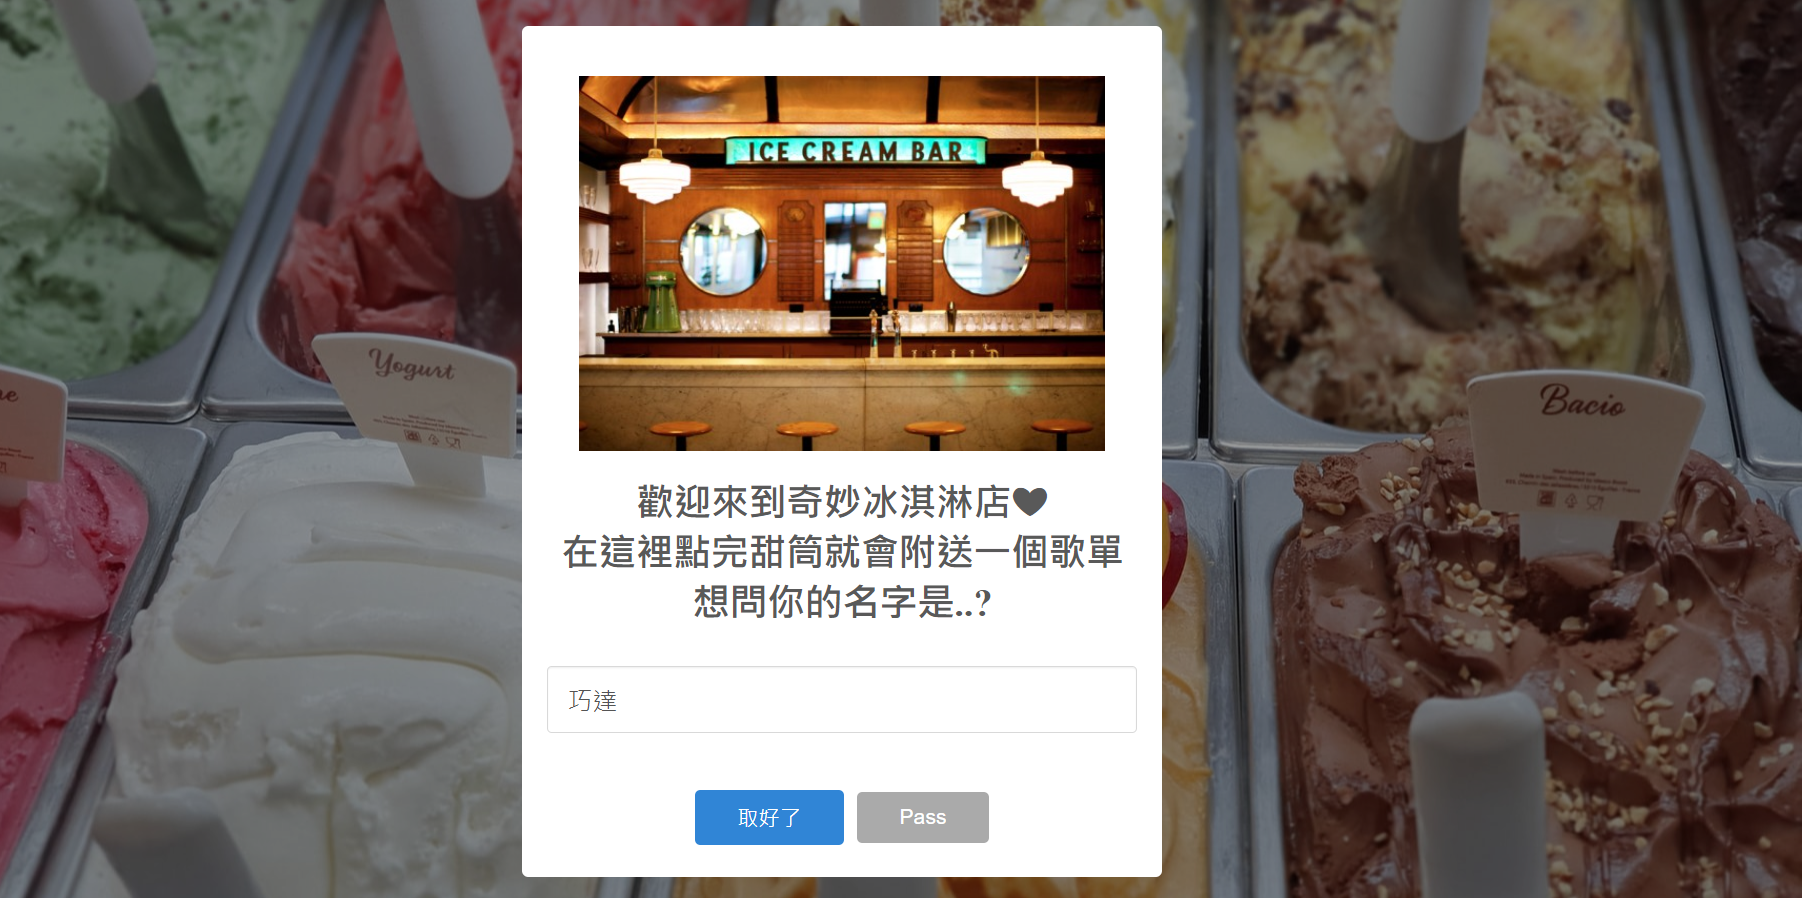 ICE CREAM BAR
歡迎來到奇妙冰淇淋店♥
在這裡點完甜筒就會附送一個歌單
想問你的名字是..?
巧達
取好了
Pass
Yogurt
Bacio